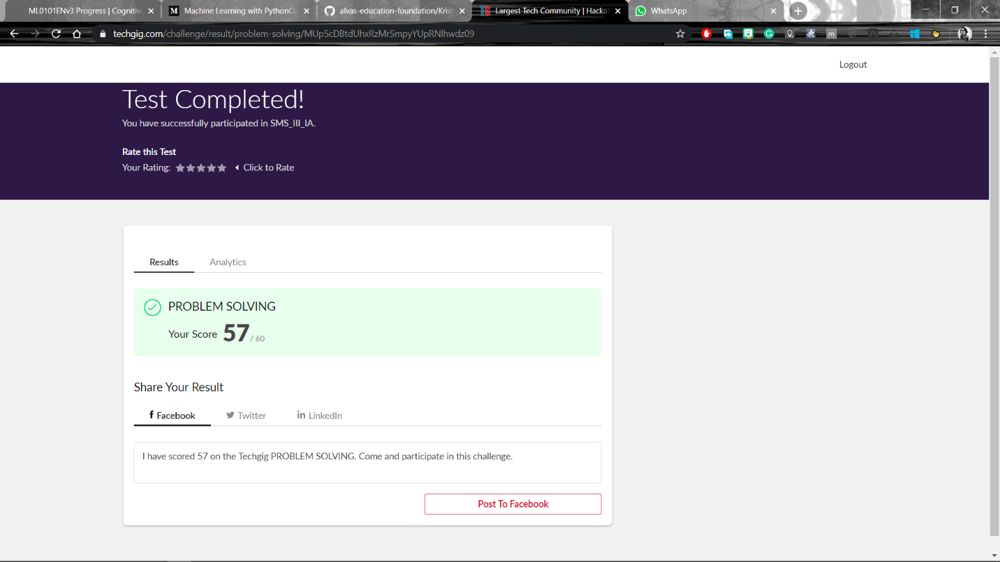 ML0101ENv3 Progress | Cognitiv
Machine Learning with PythonCo
alvas-education-foundation/Krish
Largest Tech Community | Hackat
WhatsApp
techgig.com/challenge/result/problem-solving/MUp5cDBtdUhxRzMrSmpyYUpRNlhwdz09
Logout
Test Completed!
You have successfully participated in SMS_III_IA.
Rate this Test
Your Rating: Click to Rate
Results Analytics
PROBLEM SOLVING
Your Score 57 / 60
Share Your Result
Facebook Twitter LinkedIn
I have scored 57 on the Techgig PROBLEM SOLVING. Come and participate in this challenge.
Post To Facebook